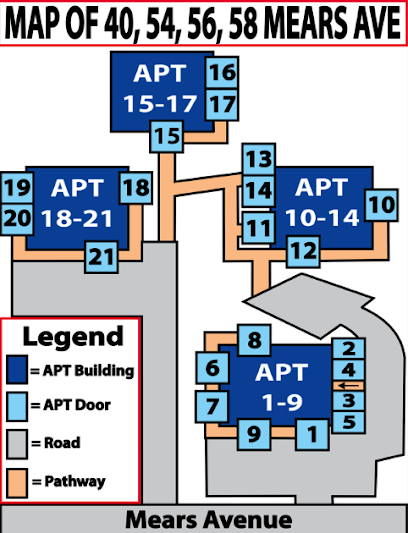 MAP OF 40, 54, 56, 58 MEARS AVE
APT
15-17
16
17
15
13
14
11
APT
10-14
10
12
19
20
APT
18-21
18
21
8
6
7
APT
1-9
2
4
3
5
9
1
Legend
= APT Building
= APT Door
= Road
= Pathway
Mears Avenue